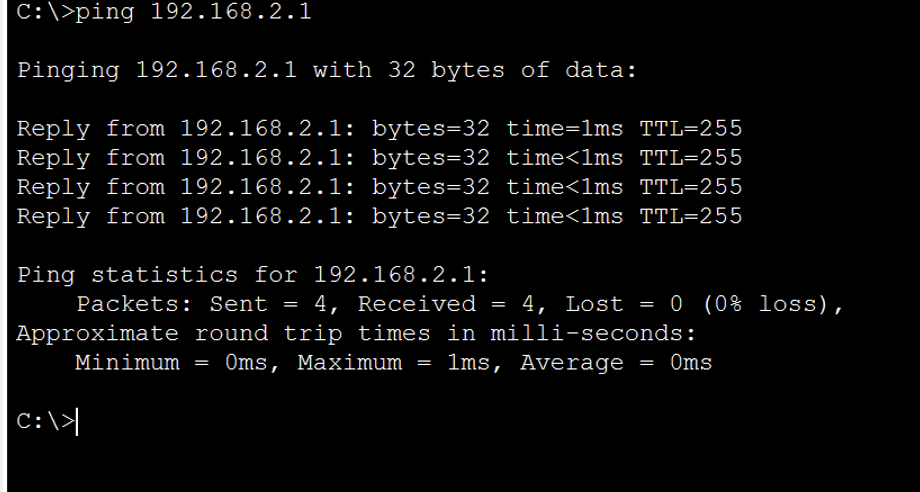 C:\>ping 192.168.2.1
Pinging 192.168.2.1 with 32 bytes of data:
Reply from 192.168.2.1: bytes=32 time=1ms TTL=255
Reply from 192.168.2.1: bytes=32 time<1ms TTL=255
Reply from 192.168.2.1: bytes=32 time<1ms TTL=255
Reply from 192.168.2.1: bytes=32 time<1ms TTL=255
Ping statistics for 192.168.2.1:
    Packets: Sent = 4, Received = 4, Lost = 0 (0% loss),
Approximate round trip times in milli-seconds:
    Minimum = 0ms, Maximum = 1ms, Average = 0ms
C:\>